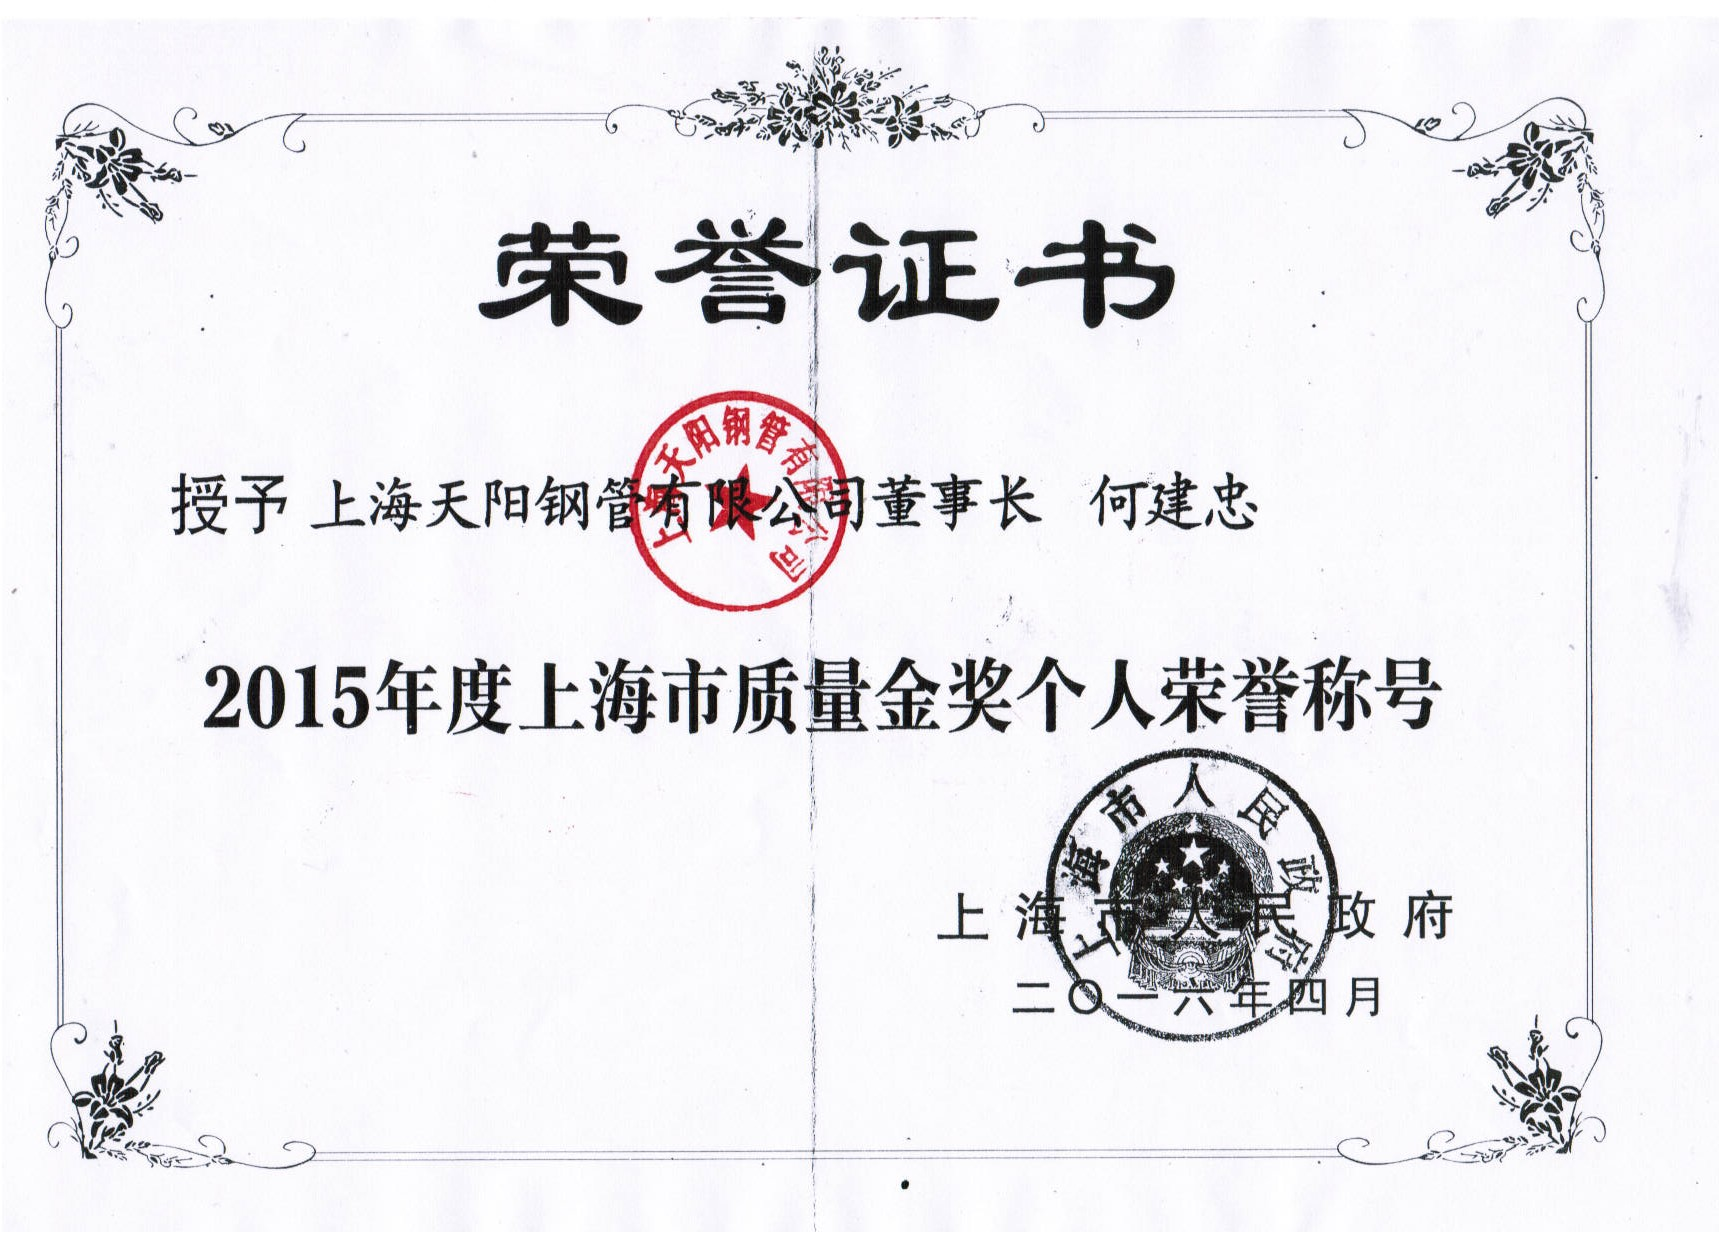 荣誉证书
上海天阳钢管有限公司
授予 上海天阳钢管有限公司董事长 何建忠
2015年度上海市质量金奖个人荣誉称号
上海市人民政府
上海市人民政府
二〇一六年四月